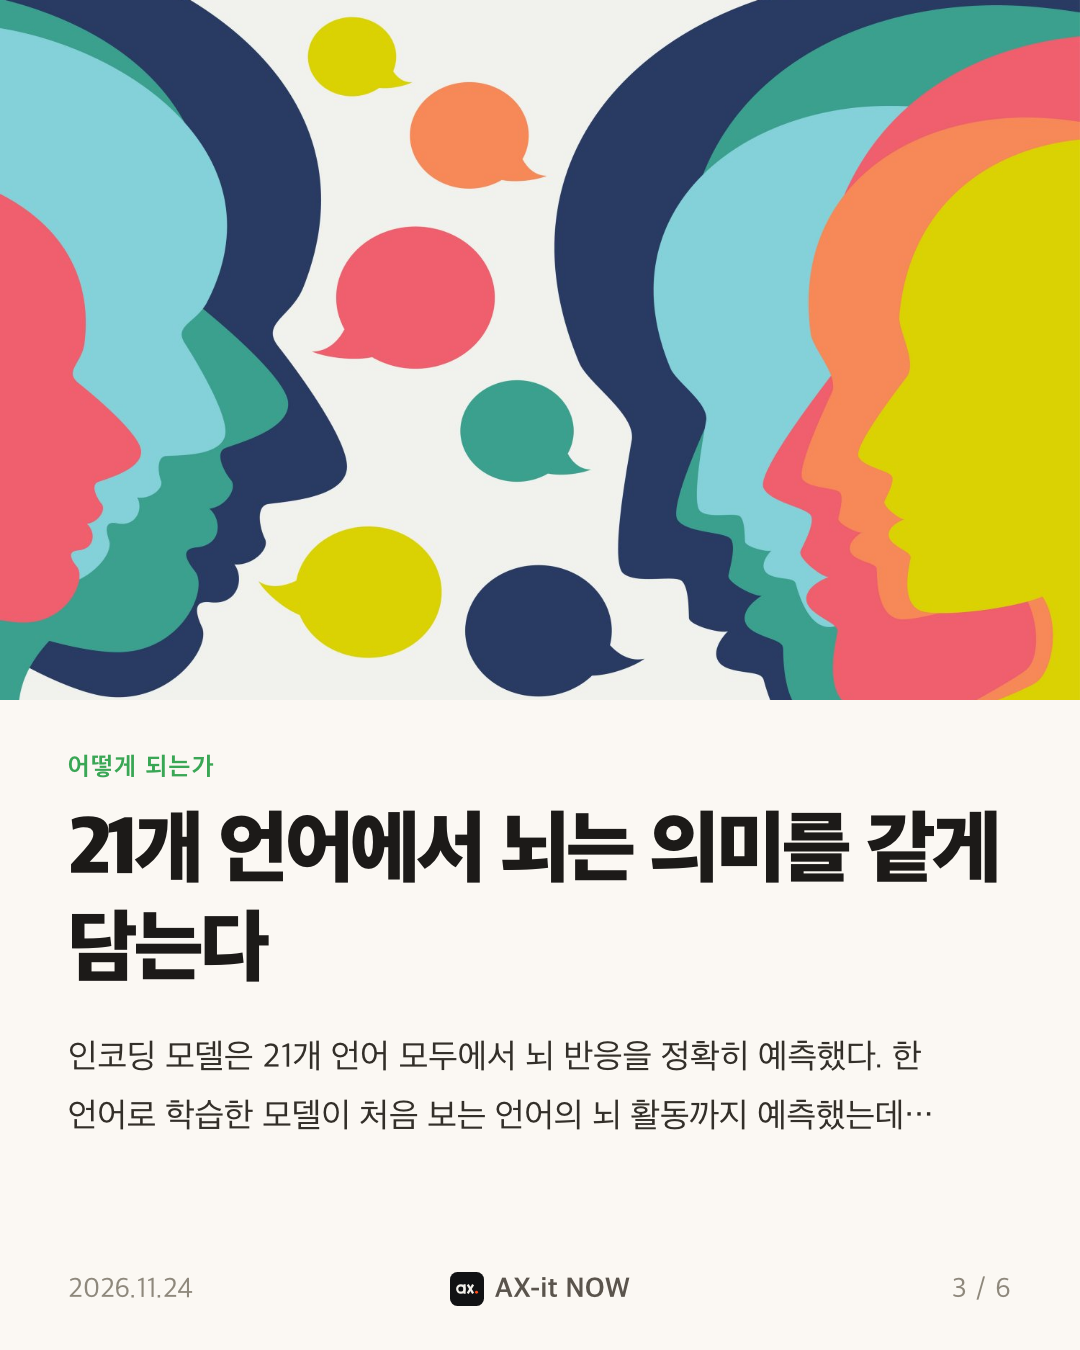 어떻게 되는가
21개 언어에서 뇌는 의미를 같게
담는다
인코딩 모델은 21개 언어 모두에서 뇌 반응을 정확히 예측했다. 한
언어로 학습한 모델이 처음 보는 언어의 뇌 활동까지 예측했는데…
2026.11.24
ax. AX-it NOW
3 / 6